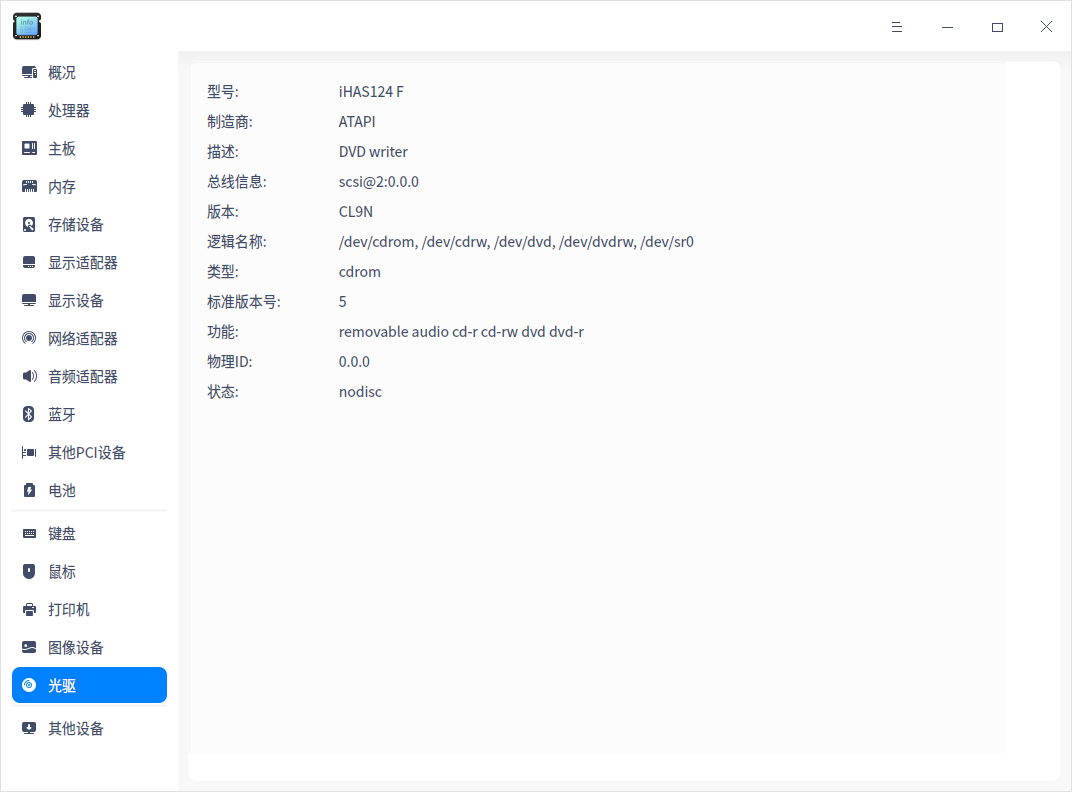 info
概况
处理器
主板
内存
存储设备
显示适配器
显示设备
网络适配器
音频适配器
蓝牙
其他PCI设备
电池
键盘
鼠标
打印机
图像设备
光驱
其他设备
型号: iHAS124 F
制造商: ATAPI
描述: DVD writer
总线信息: scsi@2:0.0.0
版本: CL9N
逻辑名称: /dev/cdrom, /dev/cdrw, /dev/dvd, /dev/dvdrw, /dev/sr0
类型: cdrom
标准版本号: 5
功能: removable audio cd-r cd-rw dvd dvd-r
物理ID: 0.0.0
状态: nodisc